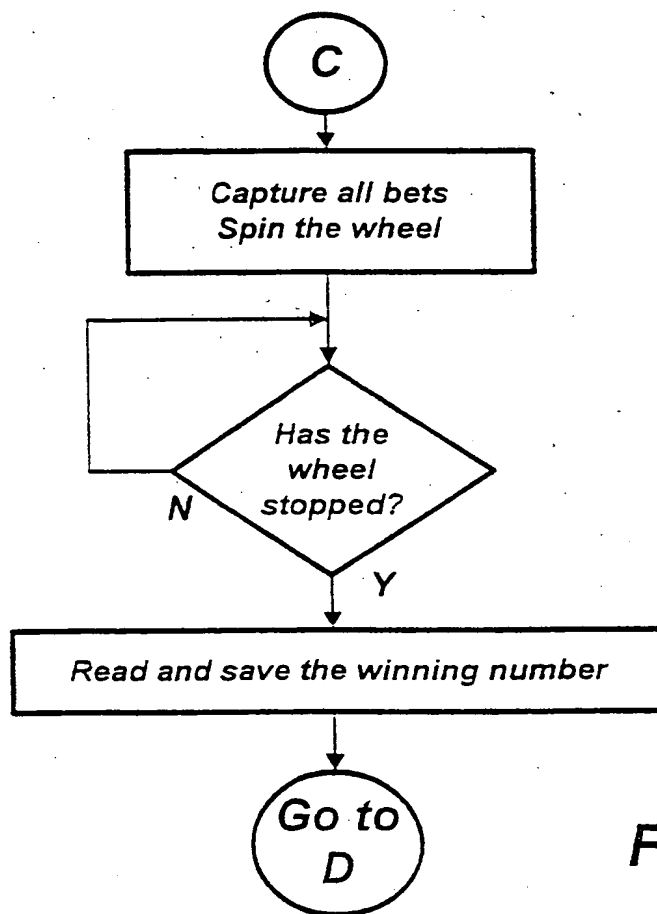 C
Capture all bets
Spin the wheel
Has the
wheel
stopped?
N
Y
Read and save the winning number
Go to
D
F